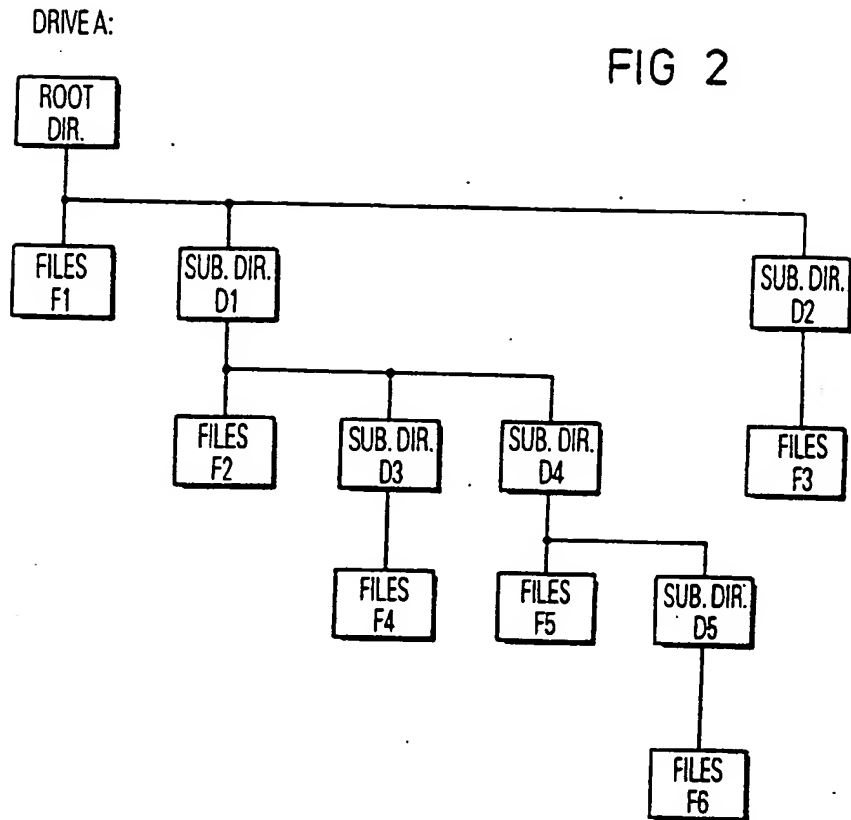 DRIVE A:
FIG 2
ROOT
DIR.
FILES
F1
SUB. DIR.
D1
SUB. DIR.
D2
FILES
F2
SUB. DIR.
D3
SUB. DIR.
D4
FILES
F3
FILES
F4
FILES
F5
SUB. DIR.
D5
FILES
F6